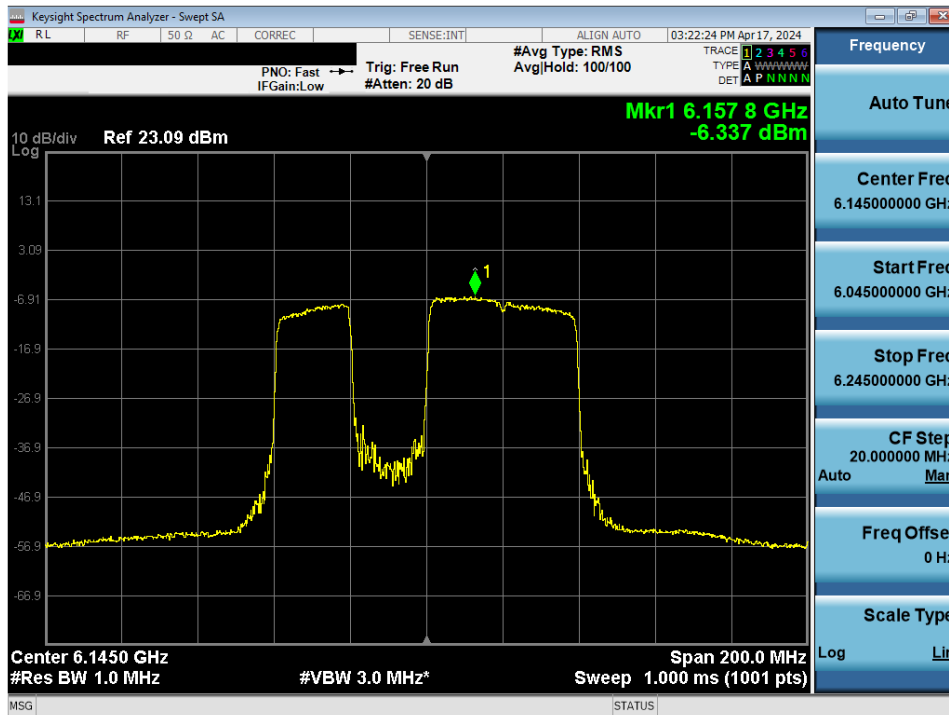 Keysight Spectrum Analyzer - Swept SA
LXI RL RF 50 Ω AC CORREC SENSE:INT ALIGN AUTO 03:22:24 PM Apr 17, 2024
PNO: Fast
IFGain:Low
Trig: Free Run
#Atten: 20 dB
#Avg Type: RMS
Avg|Hold: 100/100
TRACE 1 2 3 4 5 6
TYPE A WWWWW
DET A P N N N N
Mkr1 6.157 8 GHz
-6.337 dBm
10 dB/div Ref 23.09 dBm
Log
13.1
3.09
-6.91
-16.9
-26.9
-36.9
-46.9
-56.9
-66.9
1
Center 6.1450 GHz Span 200.0 MHz
#Res BW 1.0 MHz #VBW 3.0 MHz* Sweep 1.000 ms (1001 pts)
MSG STATUS
Frequency
Auto Tune
Center Freq
6.145000000 GHz
Start Freq
6.045000000 GHz
Stop Freq
6.245000000 GHz
CF Step
20.000000 MHz
Auto Man
Freq Offset
0 Hz
Scale Type
Log Lin